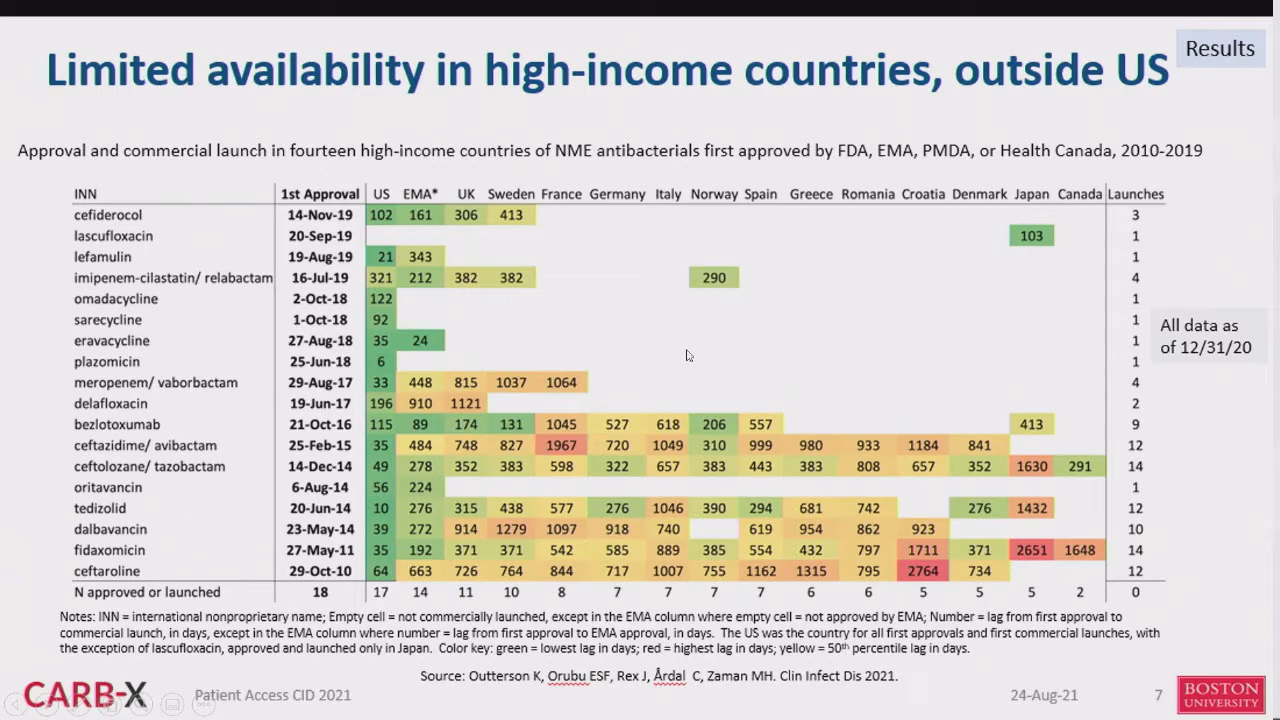 Results
Limited availability in high-income countries, outside US
Approval and commercial launch in fourteen high-income countries of NME antibacterials first approved by FDA, EMA, PMDA, or Health Canada, 2010-2019
INN 1st Approval US EMA* UK Sweden France Germany Italy Norway Spain Greece Romania Croatia Denmark Japan Canada Launches
cefiderocol 14-Nov-19 102 161 306 413 3
lascufloxacin 20-Sep-19 103 1
lefamulin 19-Aug-19 21 343 1
imipenem-cilastatin/ relabactam 16-Jul-19 321 212 382 382 290 4
omadacycline 2-Oct-18 122 1
sarecycline 1-Oct-18 92 1
eravacycline 27-Aug-18 35 24 1
plazomicin 25-Jun-18 6 1
meropenem/ vaborbactam 29-Aug-17 33 448 815 1037 1064 4
delafloxacin 19-Jun-17 196 910 1121 2
bezlotoxumab 21-Oct-16 115 89 174 131 1045 527 618 206 557 413 9
ceftazidime/ avibactam 25-Feb-15 35 484 748 827 1967 720 1049 310 999 980 933 1184 841 12
ceftolozane/ tazobactam 14-Dec-14 49 278 352 383 598 322 657 383 443 383 808 657 352 1630 291 14
oritavancin 6-Aug-14 56 224 1
tedizolid 20-Jun-14 10 276 315 438 577 276 1046 390 294 681 742 276 1432 12
dalbavancin 23-May-14 39 272 914 1279 1097 918 740 619 954 862 923 10
fidaxomicin 27-May-11 35 192 371 371 542 585 889 385 554 432 797 1711 371 2651 1648 14
ceftaroline 29-Oct-10 64 663 726 764 844 717 1007 755 1162 1315 795 2764 734 12
N approved or launched 18 17 14 11 10 8 7 7 7 7 6 6 5 5 5 2 0
All data as
of 12/31/20
Notes: INN = international nonproprietary name; Empty cell = not commercially launched, except in the EMA column where empty cell = not approved by EMA; Number = lag from first approval to
commercial launch, in days, except in the EMA column where number = lag from first approval to EMA approval, in days. The US was the country for all first approvals and first commercial launches, with
the exception of lascufloxacin, approved and launched only in Japan. Color key: green = lowest lag in days; red = highest lag in days; yellow = 50th percentile lag in days.
Source: Outterson K, Orubu ESF, Rex J, Årdal C, Zaman MH. Clin Infect Dis 2021.
CARB-X Patient Access CID 2021 24-Aug-21 7 BOSTON
UNIVERSITY